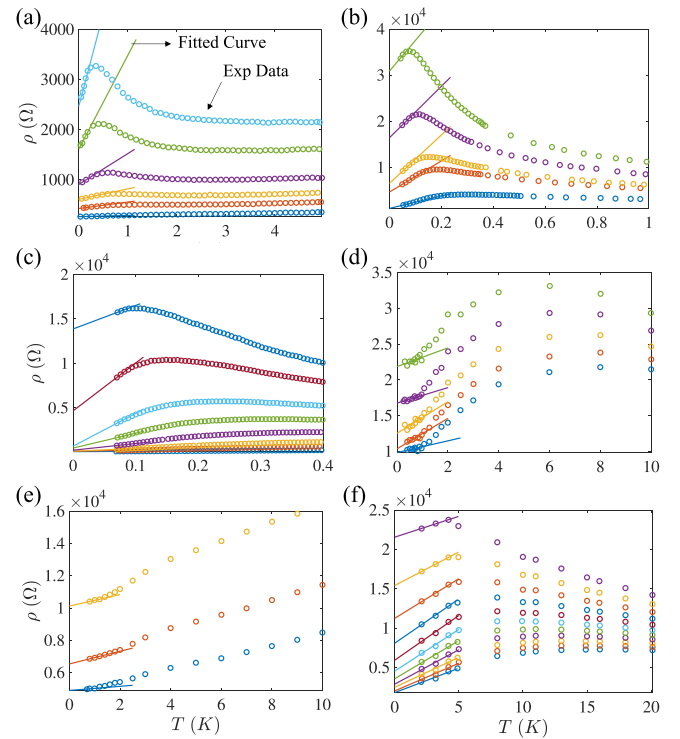 (a)
4000
3000
2000
1000
ρ (Ω)
Fitted Curve
Exp Data
0 1 2 3 4
(b)
×10⁴
4
3
2
1
0 0.2 0.4 0.6 0.8 1
(c)
×10⁴
2
1.5
1
0.5
ρ (Ω)
0 0.1 0.2 0.3 0.4
(d)
×10⁴
3.5
3
2.5
2
1.5
1
0 2 4 6 8 10
(e)
×10⁴
1.6
1.4
1.2
1
0.8
0.6
ρ (Ω)
0 2 4 6 8 10
T (K)
(f)
×10⁴
2.5
2
1.5
1
0.5
0 5 10 15 20
T (K)